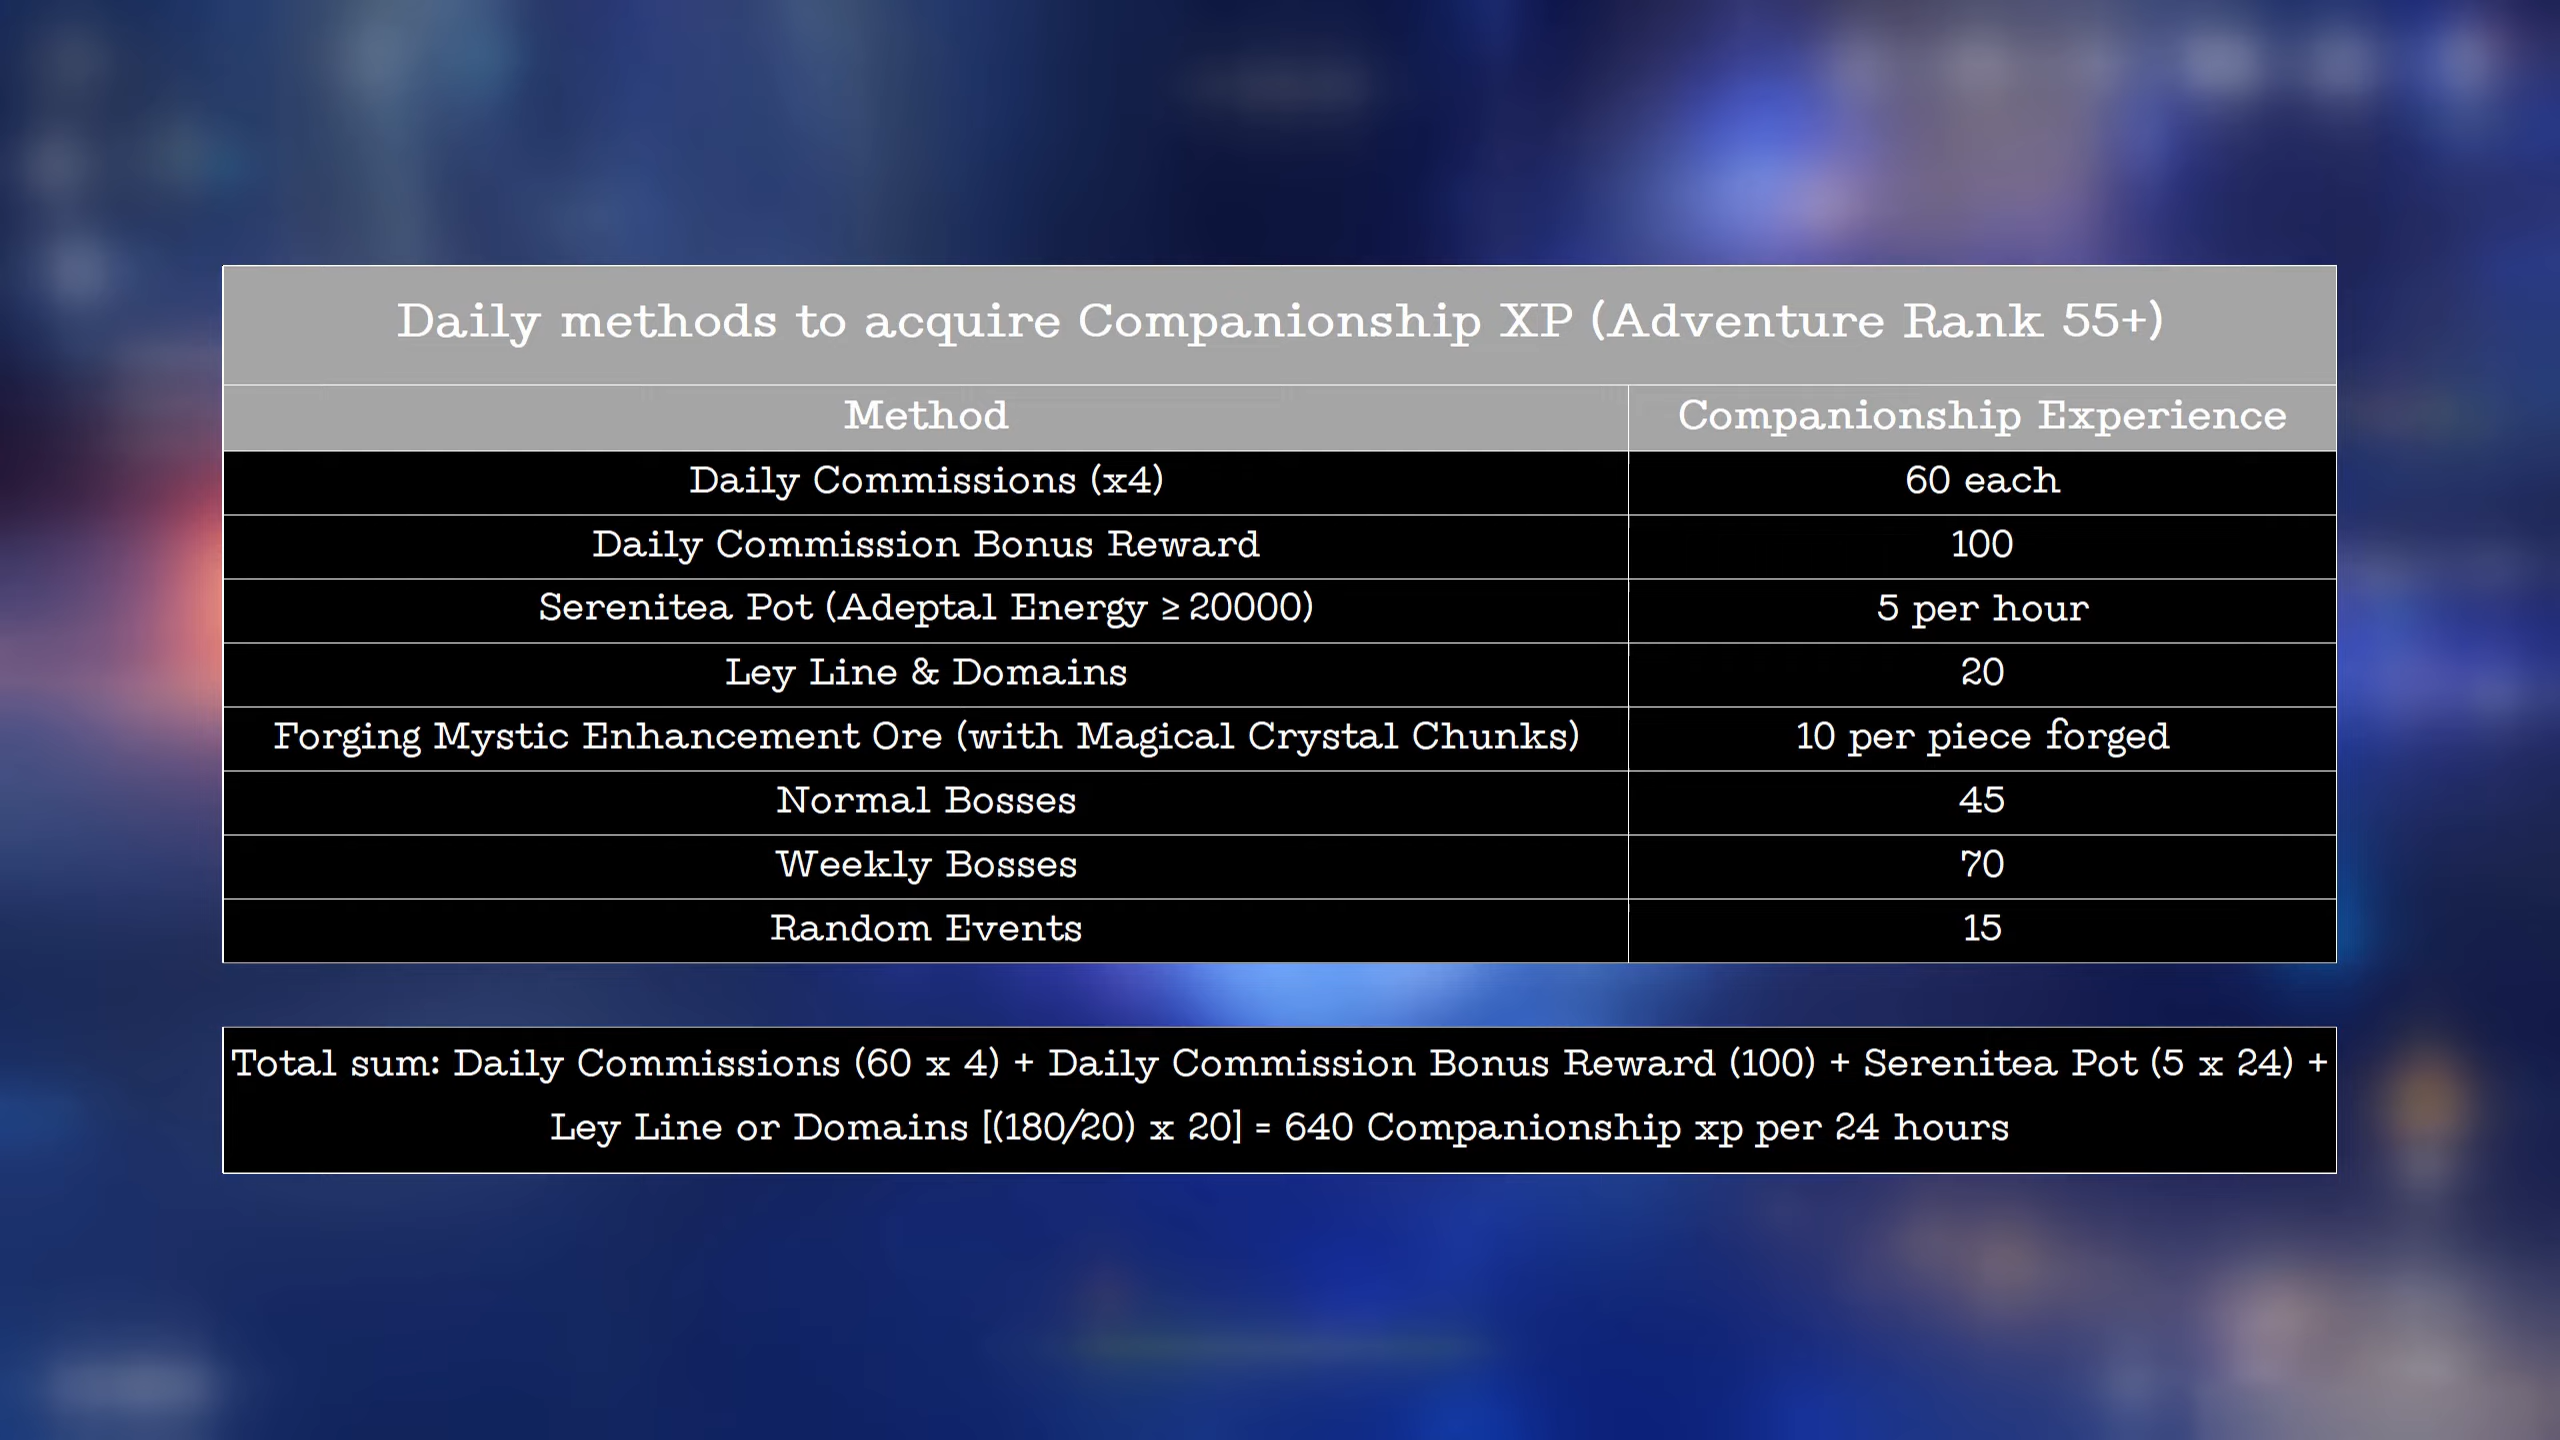 Daily methods to acquire Companionship XP (Adventure Rank 55+)
Method Companionship Experience
Daily Commissions (x4) 60 each
Daily Commission Bonus Reward 100
Serenitea Pot (Adeptal Energy ≥ 20000) 5 per hour
Ley Line & Domains 20
Forging Mystic Enhancement Ore (with Magical Crystal Chunks) 10 per piece forged
Normal Bosses 45
Weekly Bosses 70
Random Events 15
Total sum: Daily Commissions (60 x 4) + Daily Commission Bonus Reward (100) + Serenitea Pot (5 x 24) +
Ley Line or Domains [(180/20) x 20] = 640 Companionship xp per 24 hours